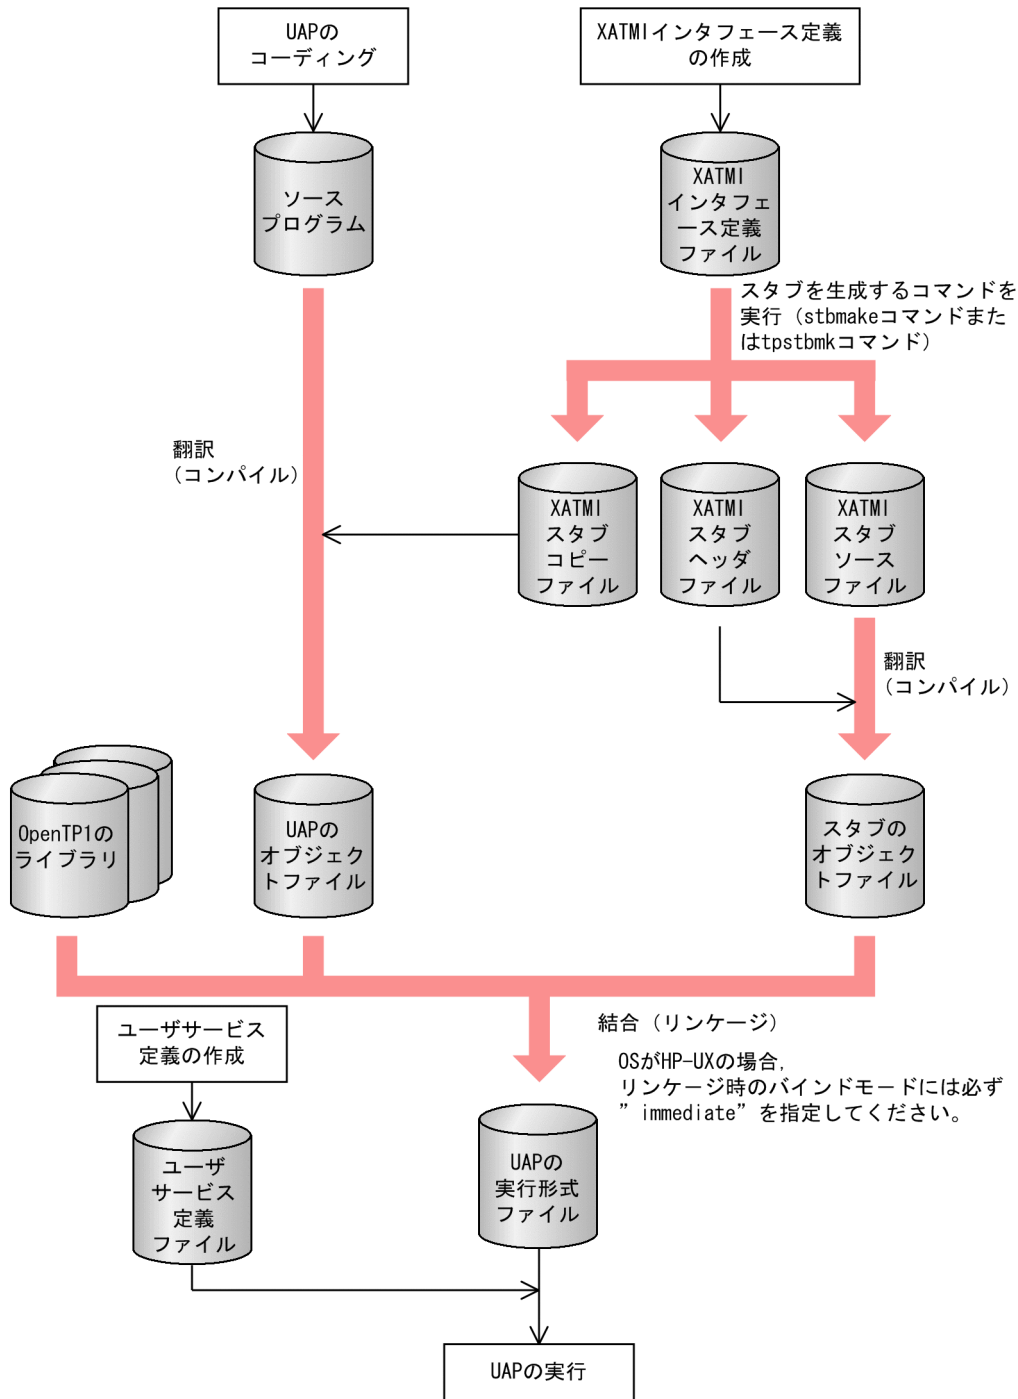 UAPの
コーディング
XATMIインタフェース定義
の作成
ソース
プログラム
XATMI
インタフェ
ース定義
ファイル
スタブを生成するコマンドを
実行（stbmakeコマンドまた
はtpstbmkコマンド）
翻訳
（コンパイル）
XATMI
スタブ
コピー
ファイル
XATMI
スタブ
ヘッダ
ファイル
XATMI
スタブ
ソース
ファイル
翻訳
（コンパイル）
OpenTP1の
ライブラリ
UAPの
オブジェク
トファイル
スタブの
オブジェク
トファイル
ユーザサービス
定義の作成
結合（リンケージ）
OSがHP-UXの場合,
リンケージ時のバインドモードには必ず
”immediate”を指定してください。
ユーザ
サービス
定義
ファイル
UAPの
実行形式
ファイル
UAPの実行